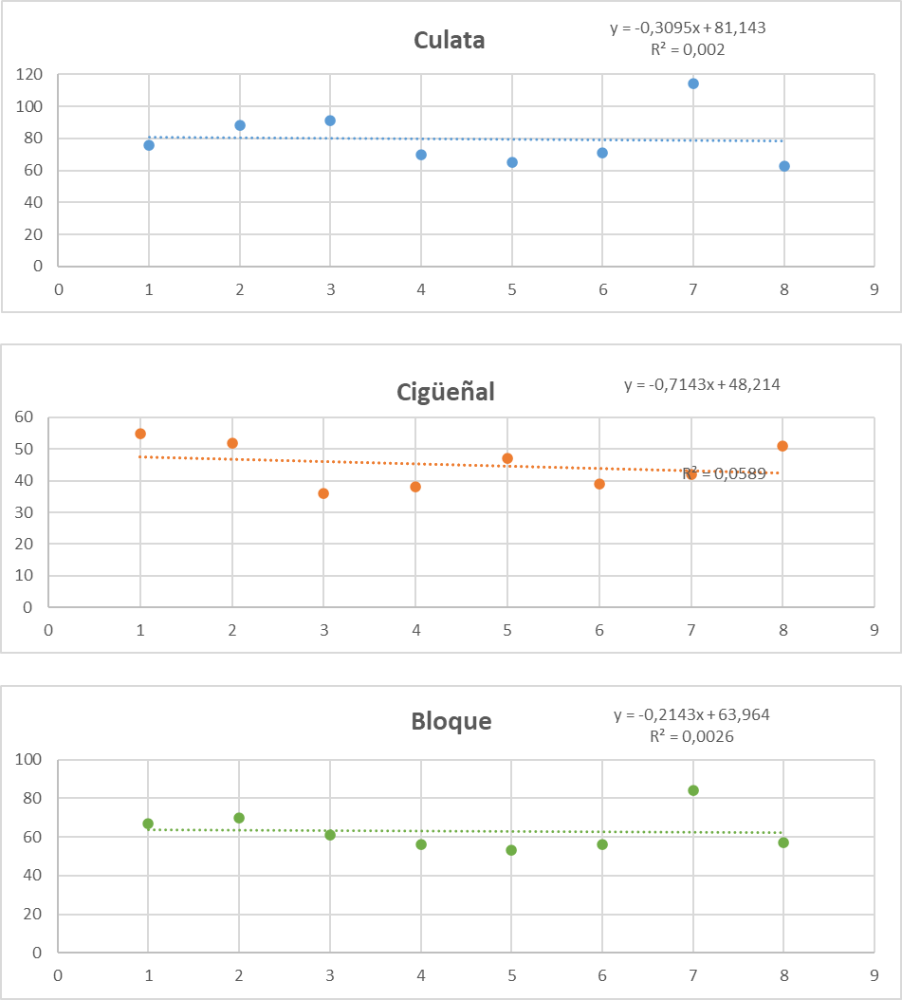 Culata
y = -0,3095x + 81,143
R² = 0,002
120
100
80
60
40
20
0
0 1 2 3 4 5 6 7 8 9
Cigüeñal
y = -0,7143x + 48,214
R² = 0,0589
60
50
40
30
20
10
0
0 1 2 3 4 5 6 7 8 9
Bloque
y = -0,2143x + 63,964
R² = 0,0026
100
80
60
40
20
0
0 1 2 3 4 5 6 7 8 9